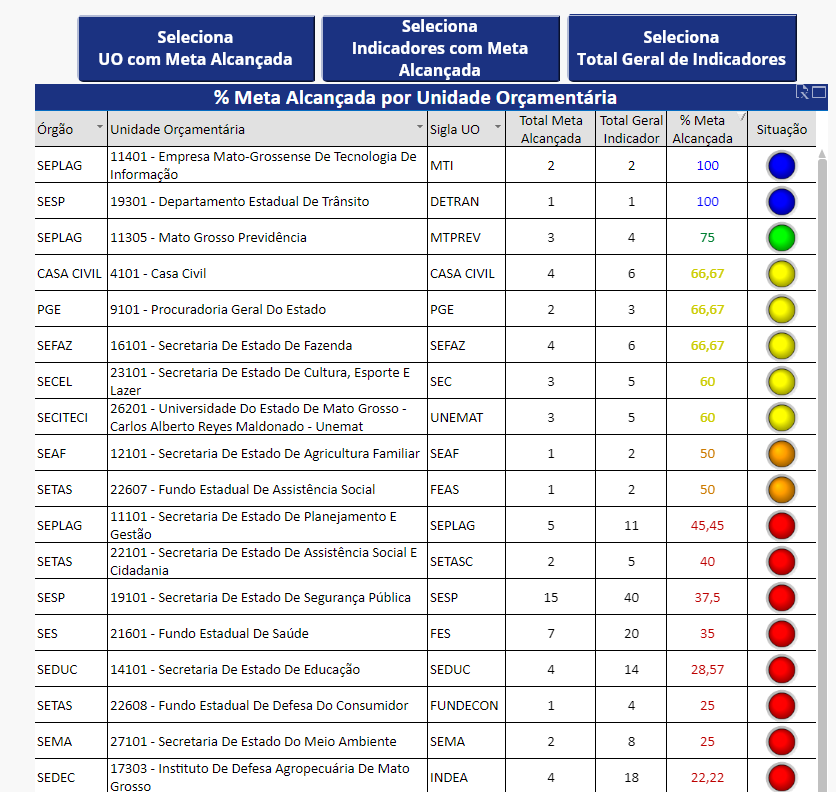 Seleciona
UO com Meta Alcançada
Seleciona
Indicadores com Meta
Alcançada
Seleciona
Total Geral de Indicadores
% Meta Alcançada por Unidade Orçamentária
Órgão Unidade Orçamentária Sigla UO Total Meta Alcançada Total Geral Indicador % Meta Alcançada Situação
SEPLAG 11401 - Empresa Mato-Grossense De Tecnologia De
Informação MTI 2 2 100
SESP 19301 - Departamento Estadual De Trânsito DETRAN 1 1 100
SEPLAG 11305 - Mato Grosso Previdência MTPREV 3 4 75
CASA CIVIL 4101 - Casa Civil CASA CIVIL 4 6 66,67
PGE 9101 - Procuradoria Geral Do Estado PGE 2 3 66,67
SEFAZ 16101 - Secretaria De Estado De Fazenda SEFAZ 4 6 66,67
SECEL 23101 - Secretaria De Estado De Cultura, Esporte E
Lazer SEC 3 5 60
SECITECI 26201 - Universidade Do Estado De Mato Grosso -
Carlos Alberto Reyes Maldonado - Unemat UNEMAT 3 5 60
SEAF 12101 - Secretaria De Estado De Agricultura Familiar SEAF 1 2 50
SETAS 22607 - Fundo Estadual De Assistência Social FEAS 1 2 50
SEPLAG 11101 - Secretaria De Estado De Planejamento E
Gestão SEPLAG 5 11 45,45
SETAS 22101 - Secretaria De Estado De Assistência Social E
Cidadania SETASC 2 5 40
SESP 19101 - Secretaria De Estado De Segurança Pública SESP 15 40 37,5
SES 21601 - Fundo Estadual De Saúde FES 7 20 35
SEDUC 14101 - Secretaria De Estado De Educação SEDUC 4 14 28,57
SETAS 22608 - Fundo Estadual De Defesa Do Consumidor FUNDECON 1 4 25
SEMA 27101 - Secretaria De Estado Do Meio Ambiente SEMA 2 8 25
SEDEC 17303 - Instituto De Defesa Agropecuária De Mato
Grosso INDEA 4 18 22,22